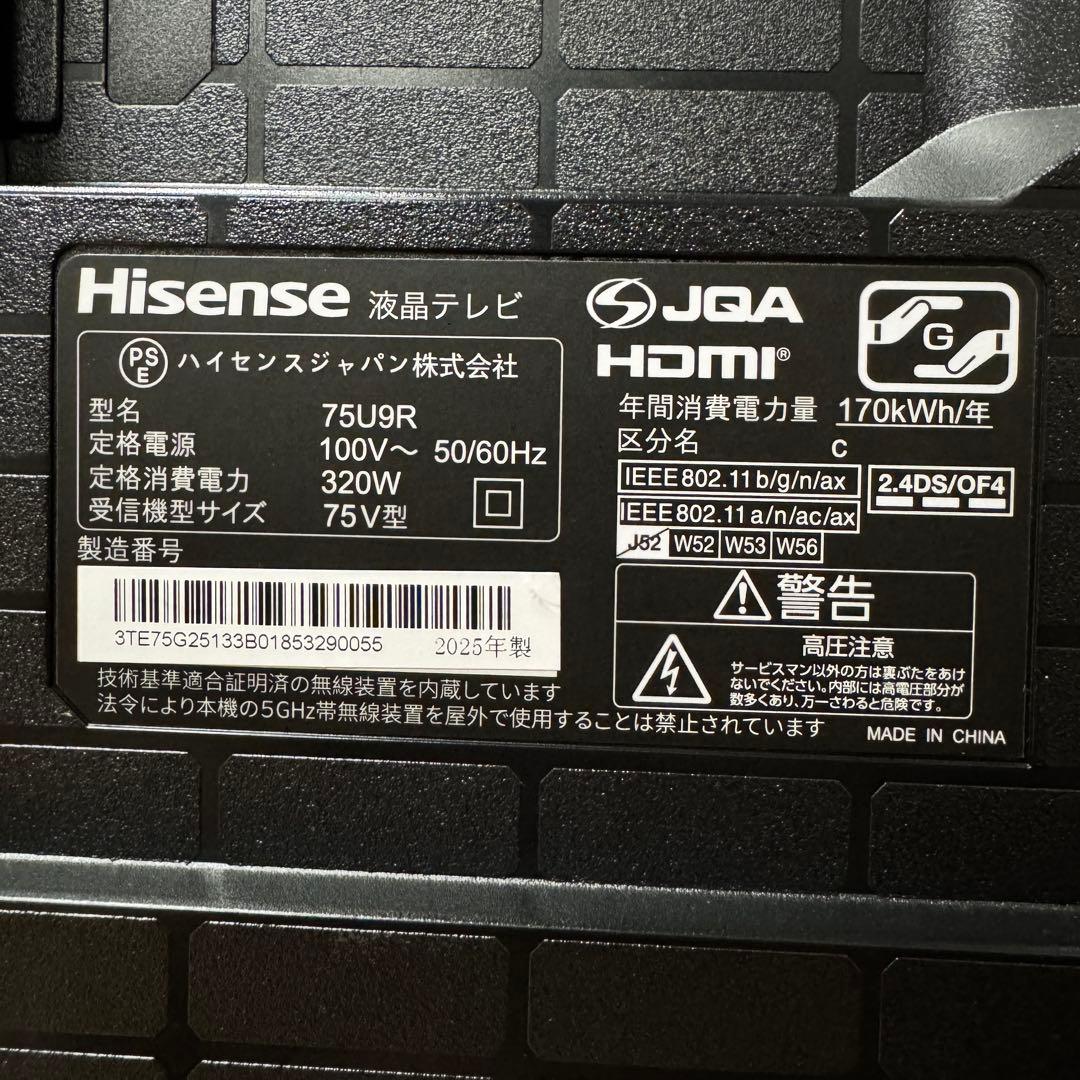 Hisense 液晶テレビ
PSE ハイセンスジャパン株式会社
型名 75U9R
定格電源 100V～ 50/60Hz
定格消費電力 320W
受信機型サイズ 75V型
製造番号
3TE75G25133B01853290055 2025年製
技術基準適合証明済の無線装置を内蔵しています
法令により本機の5GHz帯無線装置を屋外で使用することは禁止されています
JQA
HDMI®
G
年間消費電力量 170kWh/年
区分名 C
IEEE802.11b/g/n/ax
2.4DS/OF4
IEEE802.11a/n/ac/ax
J52 W52 W53 W56
警告
高圧注意
サービスマン以外の方は裏ぶたをあけ
ないでください。内部には高電圧部分が
数多くあり、万一さわると危険です。
MADE IN CHINA